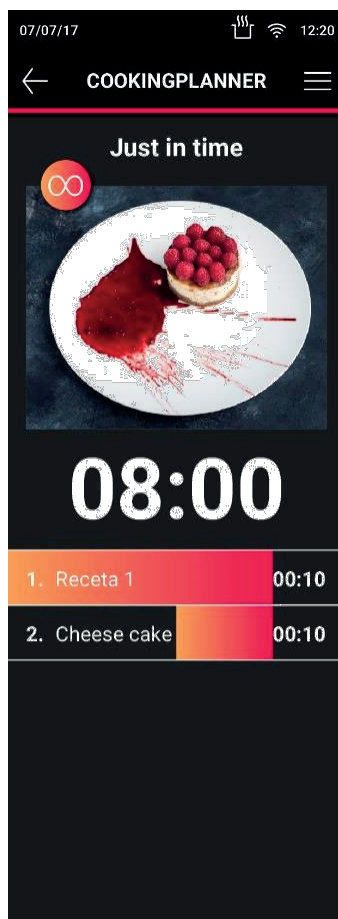 07/07/17 12:20
COOKINGPLANNER
Just in time
08:00
1. Receta 1 00:10
2. Cheese cake 00:10